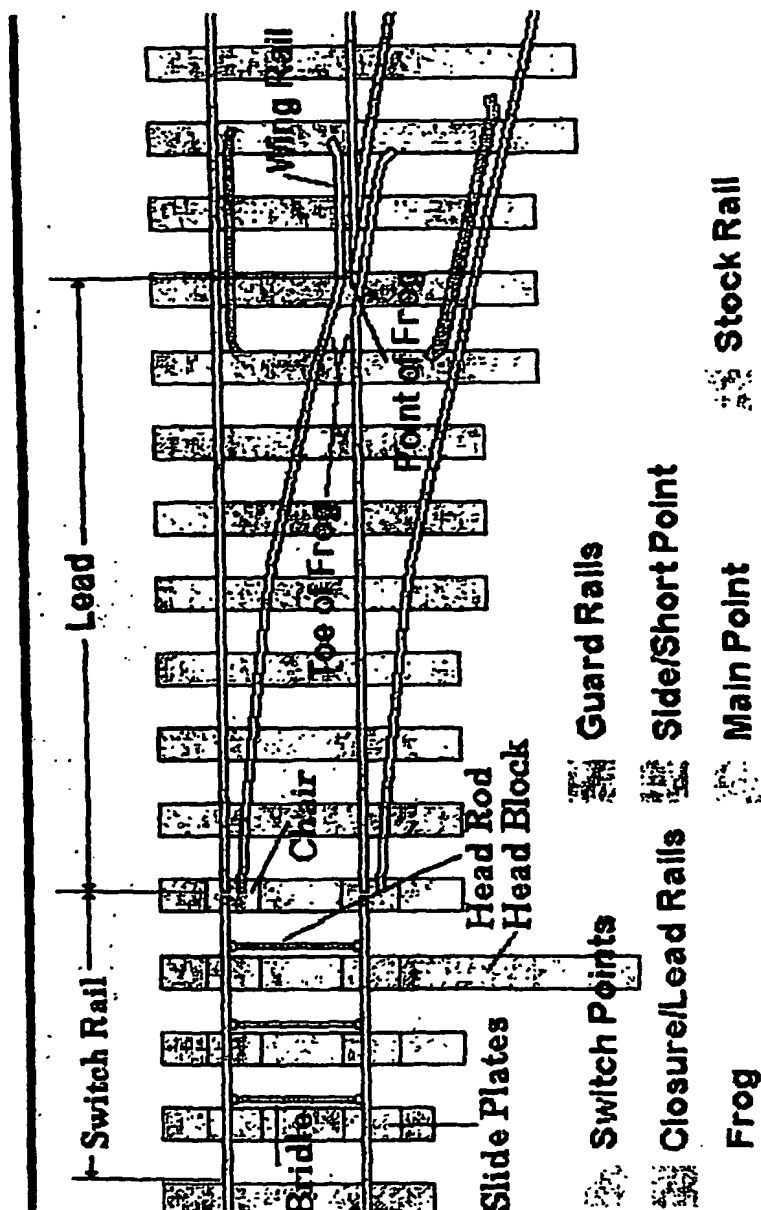 Switch Rail
Lead
Wing Rail
Point of Frog
Toe of Frog
Chair
Head Rod
Head Block
Bridle
Slide Plates
Switch Points
Guard Rails
Closure/Lead Rails
Side/Short Point
Frog
Main Point
Stock Rail